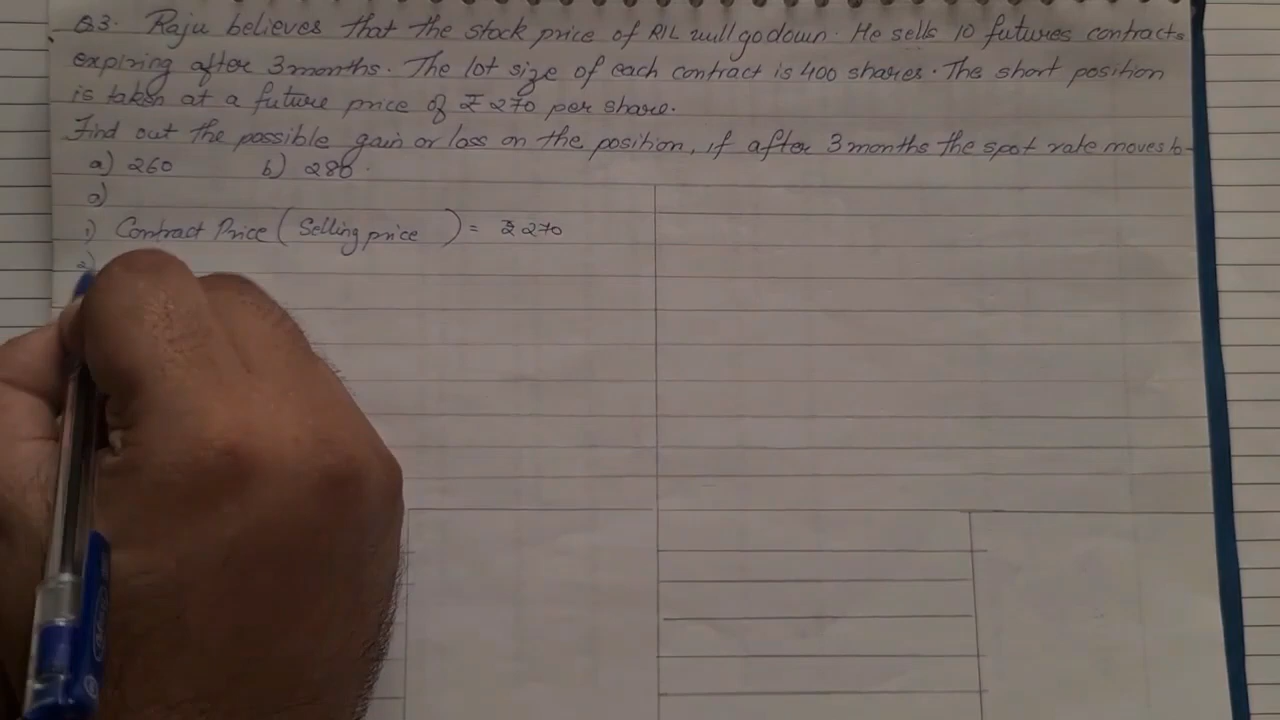 Q3. Raju believes that the stock price of RIL will go down. He sells 10 futures contracts
expiring after 3 months. The lot size of each contract is 400 shares. The short position
is taken at a future price of ₹ 270 per share.
Find out the possible gain or loss on the position, if after 3 months the spot rate moves to-
a) 260 b) 280.
a)
1) Contract Price (Selling price) = ₹ 270
2)